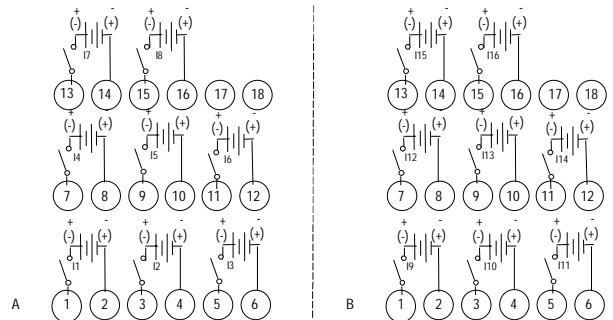 + - + - + - + -
(-) (+) (-) (+) (-) (+) (-) (+)
I7 I8 I15 I16
13 14 15 16 17 18 13 14 15 16 17 18
+ - + - + - + - + - + -
(-) (+) (-) (+) (-) (+) (-) (+) (-) (+) (-) (+)
I4 I5 I6 I12 I13 I14
7 8 9 10 11 12 7 8 9 10 11 12
+ - + - + - + - + - + -
(-) (+) (-) (+) (-) (+) (-) (+) (-) (+) (-) (+)
I1 I2 I3 I9 I10 I11
A 1 2 3 4 5 6 B 1 2 3 4 5 6